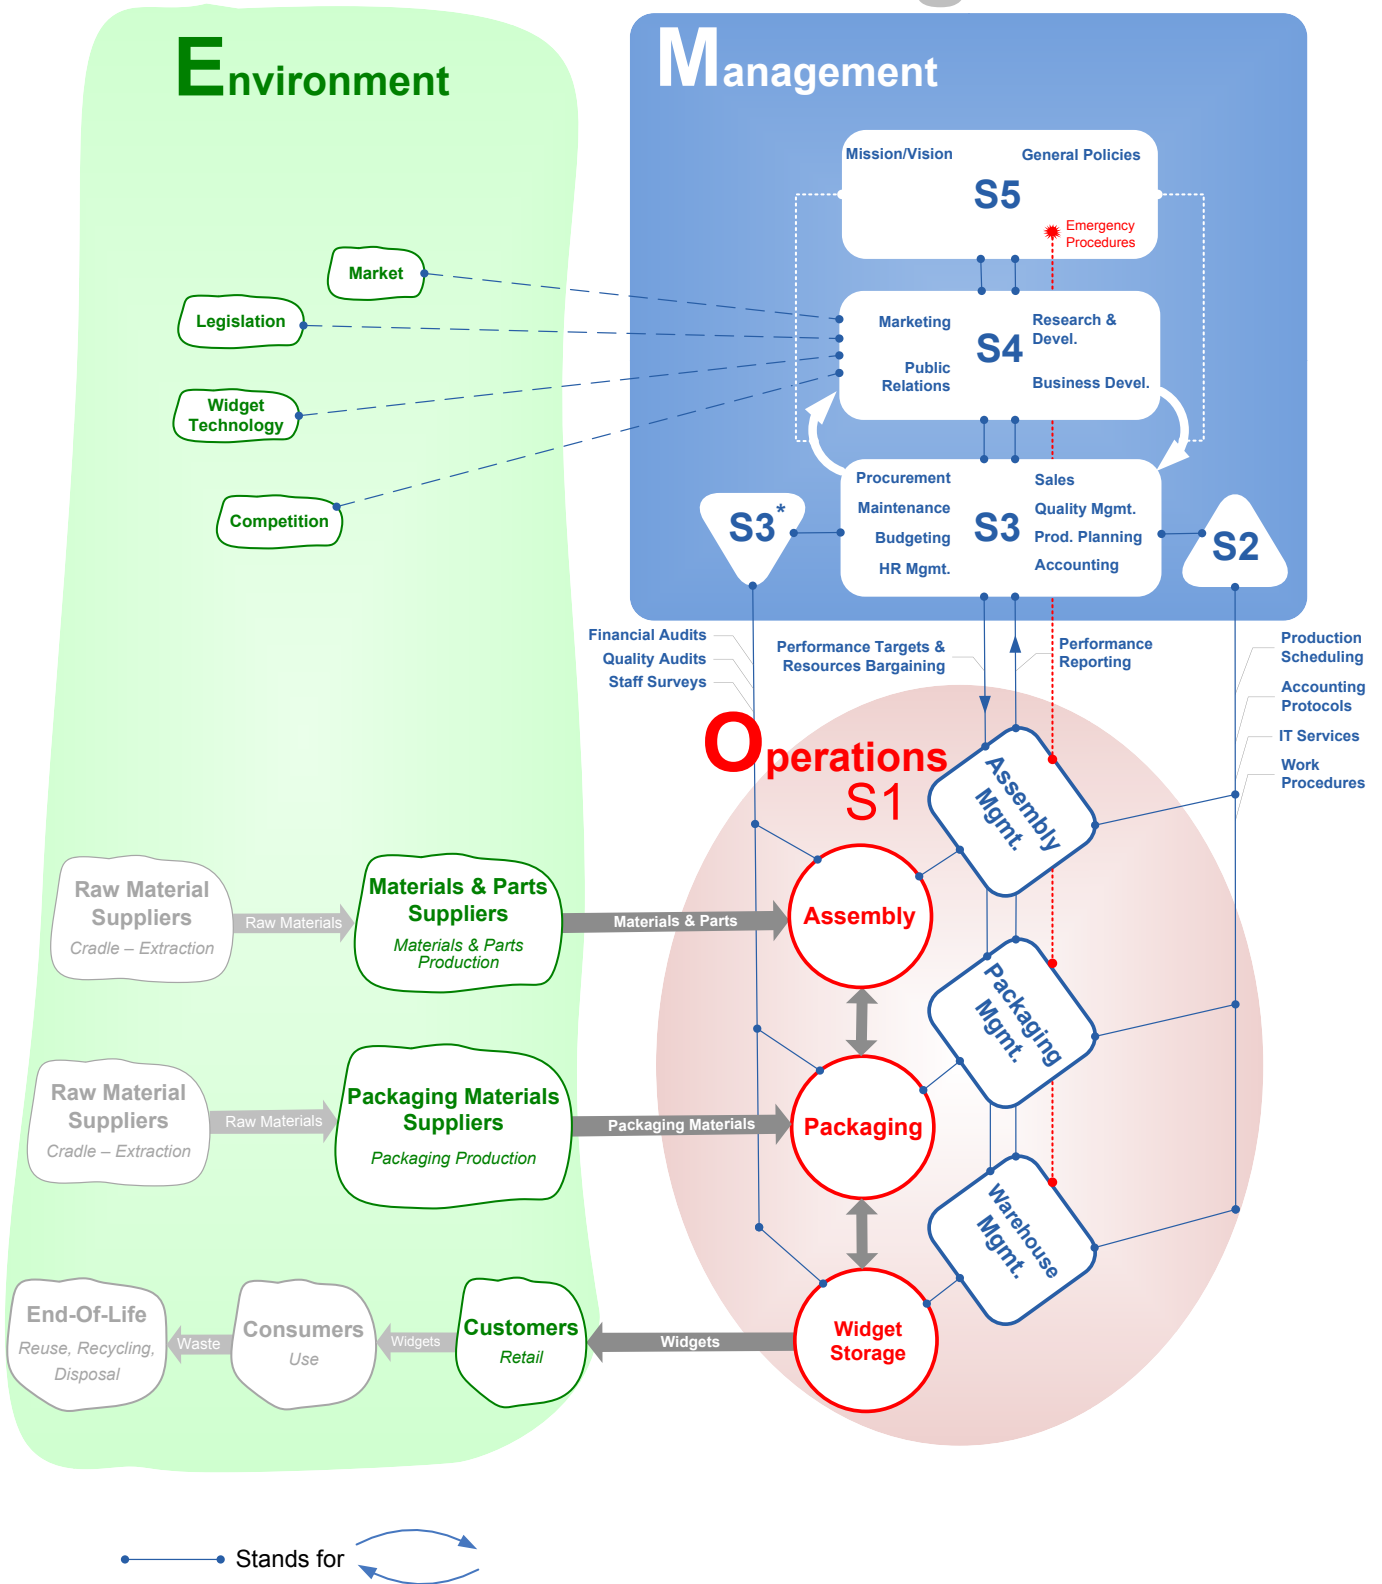 Environment
Management
Mission/Vision
General Policies
S5
Emergency
Procedures
Market
Legislation
Widget
Technology
Competition
Marketing
Public
Relations
S4
Research &
Devel.
Business Devel.
Procurement
Maintenance
Budgeting
HR Mgmt.
S3
Sales
Quality Mgmt.
Prod. Planning
Accounting
S3*
S2
Financial Audits
Quality Audits
Staff Surveys
Performance Targets &
Resources Bargaining
Performance
Reporting
Production
Scheduling
Accounting
Protocols
IT Services
Work
Procedures
Operations
S1
Assembly
Mgmt.
Raw Material
Suppliers
Cradle – Extraction
Raw Materials
Materials & Parts
Suppliers
Materials & Parts
Production
Materials & Parts
Assembly
Packaging
Mgmt.
Raw Material
Suppliers
Cradle – Extraction
Raw Materials
Packaging Materials
Suppliers
Packaging Production
Packaging Materials
Packaging
Warehouse
Mgmt.
End-Of-Life
Reuse, Recycling,
Disposal
Waste
Consumers
Use
Widgets
Customers
Retail
Widgets
Widget
Storage
Stands for